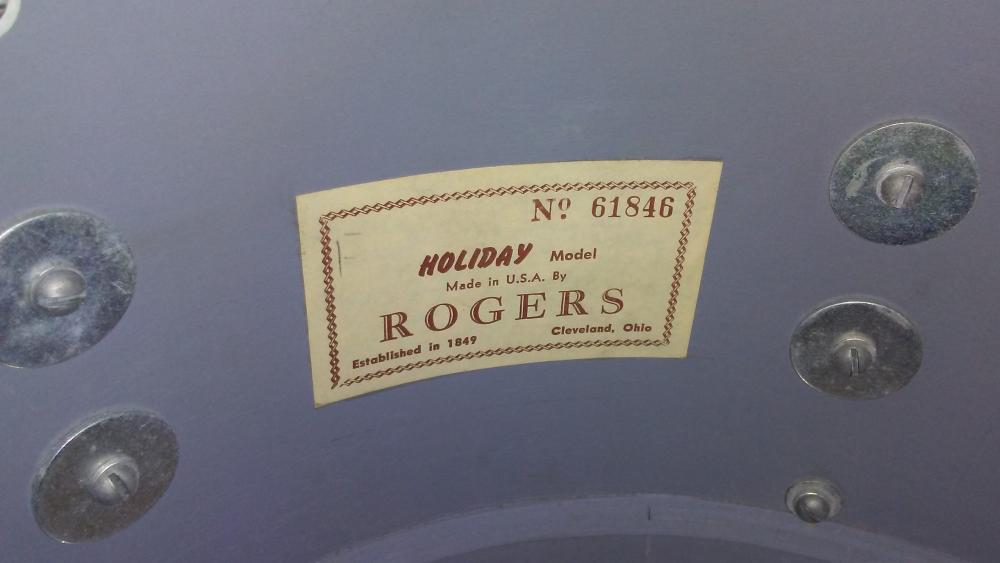 Nº 61846
HOLIDAY Model
Made in U.S.A. By
ROGERS
Established in 1849 Cleveland, Ohio